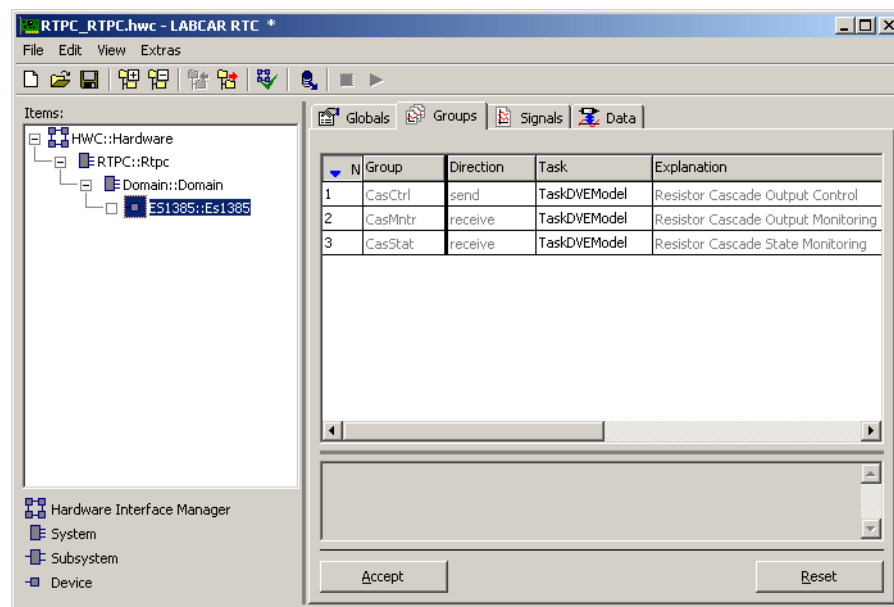 RTPC_RTPC.hwc - LABCAR RTC *
File Edit View Extras
Items:
HWC::Hardware
RTPC::Rtpc
Domain::Domain
ES1385::Es1385
Hardware Interface Manager
System
Subsystem
Device
Globals Groups Signals Data
N Group Direction Task Explanation
1 CasCtrl send TaskDVEModel Resistor Cascade Output Control
2 CasMntr receive TaskDVEModel Resistor Cascade Output Monitoring
3 CasStat receive TaskDVEModel Resistor Cascade State Monitoring
Accept Reset